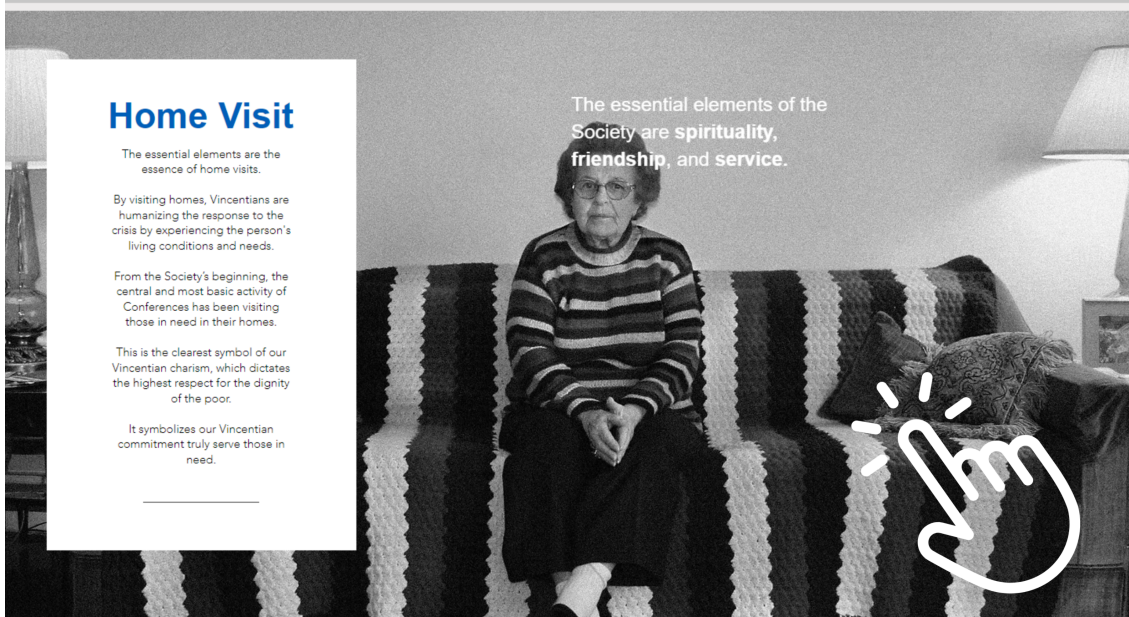 Home Visit
The essential elements are the
essence of home visits.
By visiting homes, Vincentians are
humanizing the response to the
crisis by experiencing the person's
living conditions and needs.
From the Society's beginning, the
central and most basic activity of
Conferences has been visiting
those in need in their homes.
This is the clearest symbol of our
Vincentian charism, which dictates
the highest respect for the dignity
of the poor.
It symbolizes our Vincentian
commitment truly serve those in
need.
The essential elements of the
Society are spirituality,
friendship, and service.